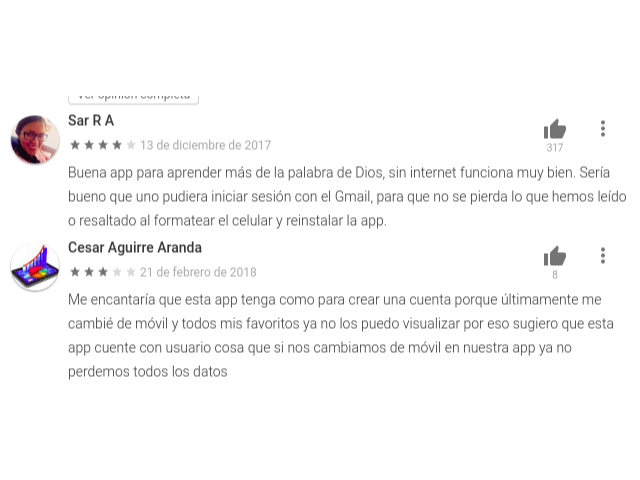 Ver opinión completa
Sar R A
13 de diciembre de 2017
317
Buena app para aprender más de la palabra de Dios, sin internet funciona muy bien. Sería
bueno que uno pudiera iniciar sesión con el Gmail, para que no se pierda lo que hemos leído
o resaltado al formatear el celular y reinstalar la app.
Cesar Aguirre Aranda
21 de febrero de 2018
8
Me encantaría que esta app tenga como para crear una cuenta porque últimamente me
cambié de móvil y todos mis favoritos ya no los puedo visualizar por eso sugiero que esta
app cuente con usuario cosa que si nos cambiamos de móvil en nuestra app ya no
perdemos todos los datos